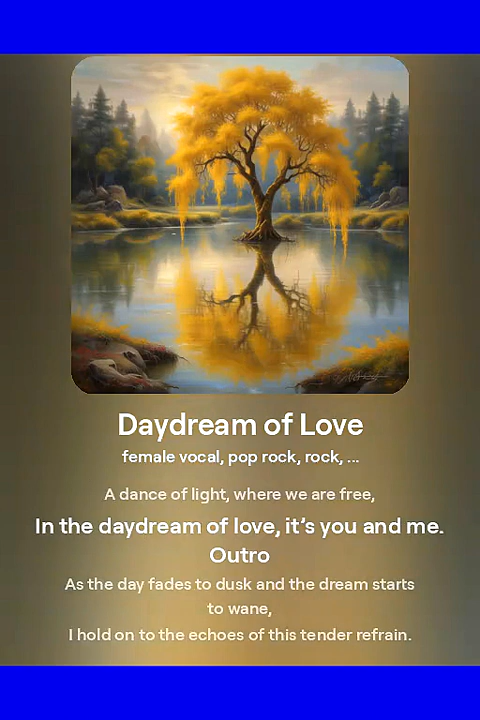 Daydream of Love
female vocal, pop rock, rock, ...
A dance of light, where we are free,
In the daydream of love, it's you and me.
Outro
As the day fades to dusk and the dream starts
to wane,
I hold on to the echoes of this tender refrain.